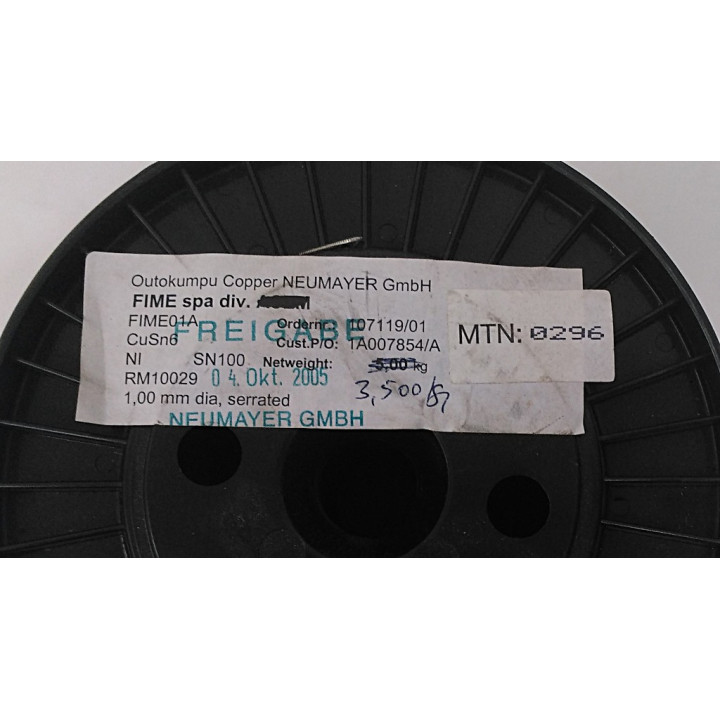 Outokumpu Copper NEUMAYER GmbH
FIME spa div.
FIME01A Ordernr.: T07119/01
FREIGABE
CuSn6 Cust.P/O: 1A007854/A
NI SN100 Netweight: 5,00 kg
RM10029 04. Okt. 2005
3,500 kg
1,00 mm dia, serrated
NEUMAYER GMBH
MTN: 0296